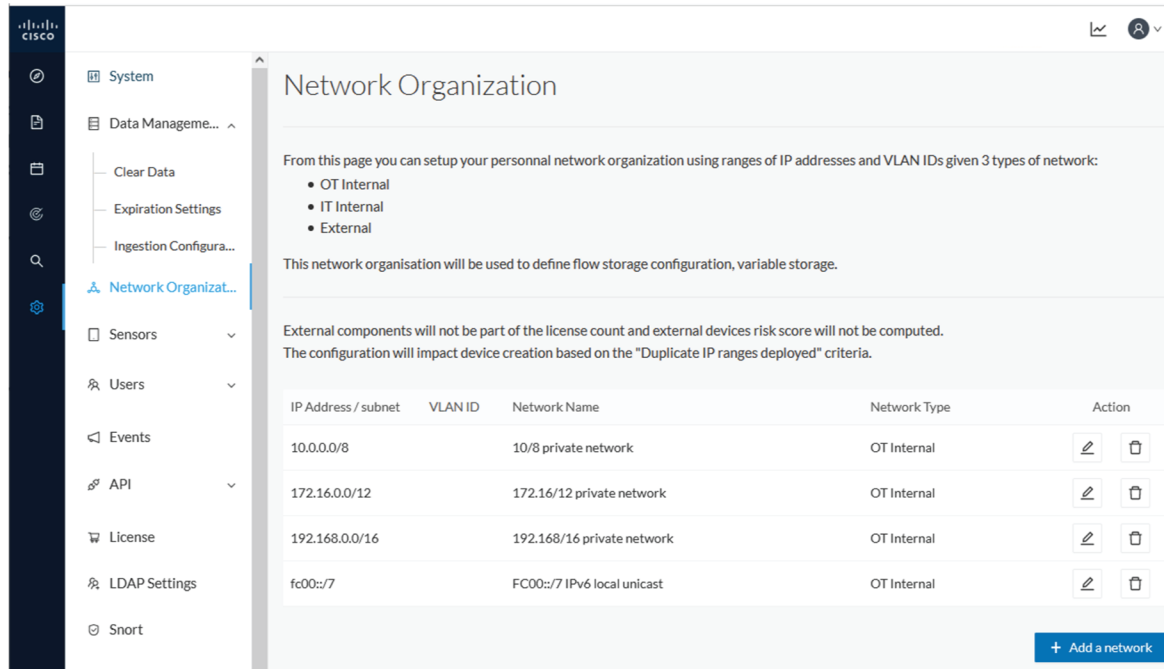 CISCO
System
Data Manageme...
Clear Data
Expiration Settings
Ingestion Configura...
Network Organizat...
Sensors
Users
Events
API
License
LDAP Settings
Snort
Network Organization
From this page you can setup your personnal network organization using ranges of IP addresses and VLAN IDs given 3 types of network:
• OT Internal
• IT Internal
• External
This network organisation will be used to define flow storage configuration, variable storage.
External components will not be part of the license count and external devices risk score will not be computed.
The configuration will impact device creation based on the "Duplicate IP ranges deployed" criteria.
IP Address / subnet VLAN ID Network Name Network Type Action
10.0.0.0/8 10/8 private network OT Internal
172.16.0.0/12 172.16/12 private network OT Internal
192.168.0.0/16 192.168/16 private network OT Internal
fc00::/7 FC00::/7 IPv6 local unicast OT Internal
+ Add a network